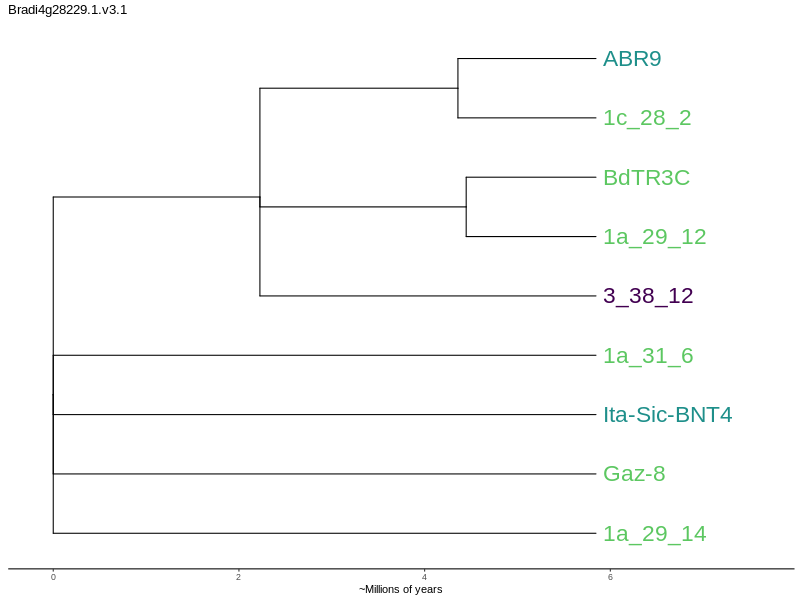 Bradi4g28229.1.v3.1
ABR9
1c_28_2
BdTR3C
1a_29_12
3_38_12
1a_31_6
Ita-Sic-BNT4
Gaz-8
1a_29_14
0 2 4 6
~Millions of years